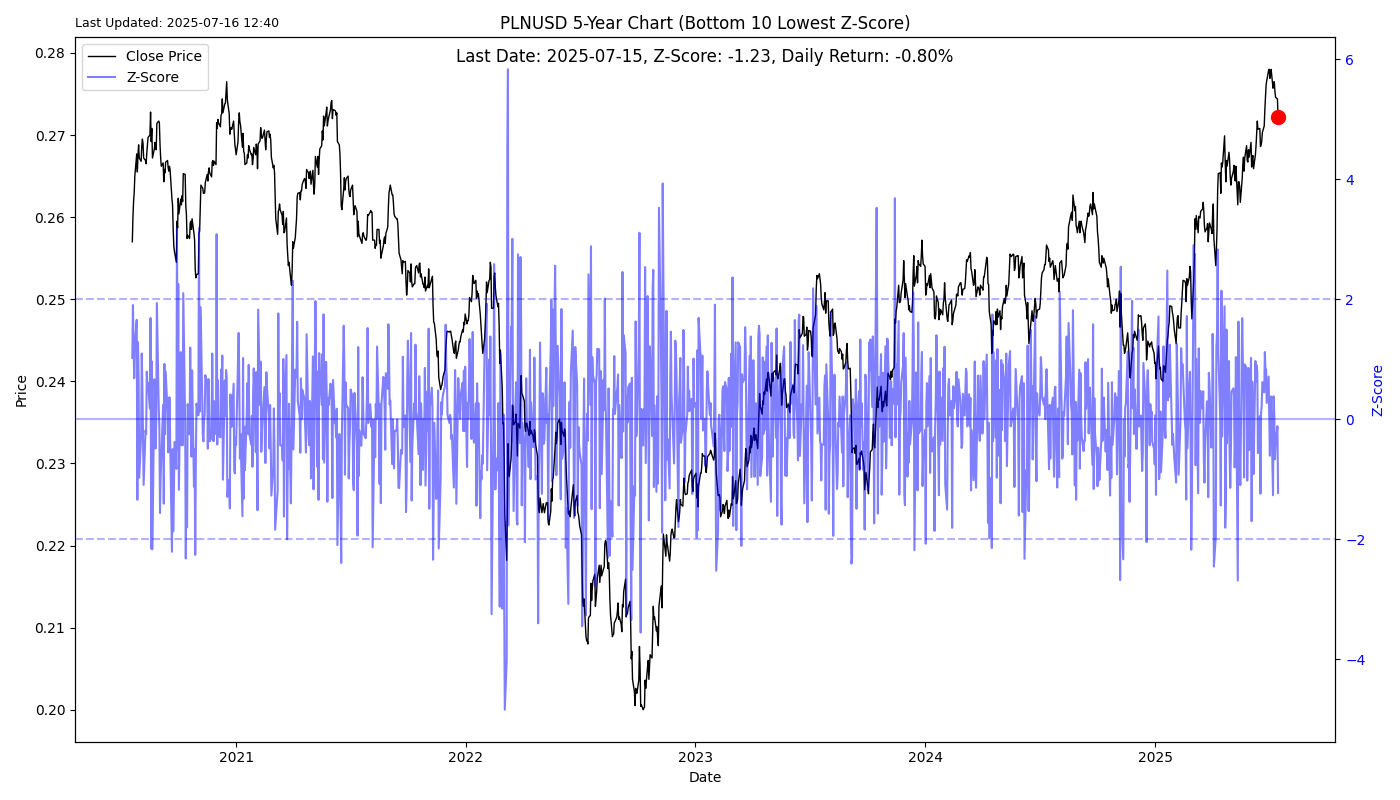 Last Updated: 2025-07-16 12:40
PLNUSD 5-Year Chart (Bottom 10 Lowest Z-Score)
Last Date: 2025-07-15, Z-Score: -1.23, Daily Return: -0.80%
Close Price
Z-Score
Price
0.28
0.27
0.26
0.25
0.24
0.23
0.22
0.21
0.20
6
4
2
0
−2
−4
Z-Score
2021
2022
2023
2024
2025
Date